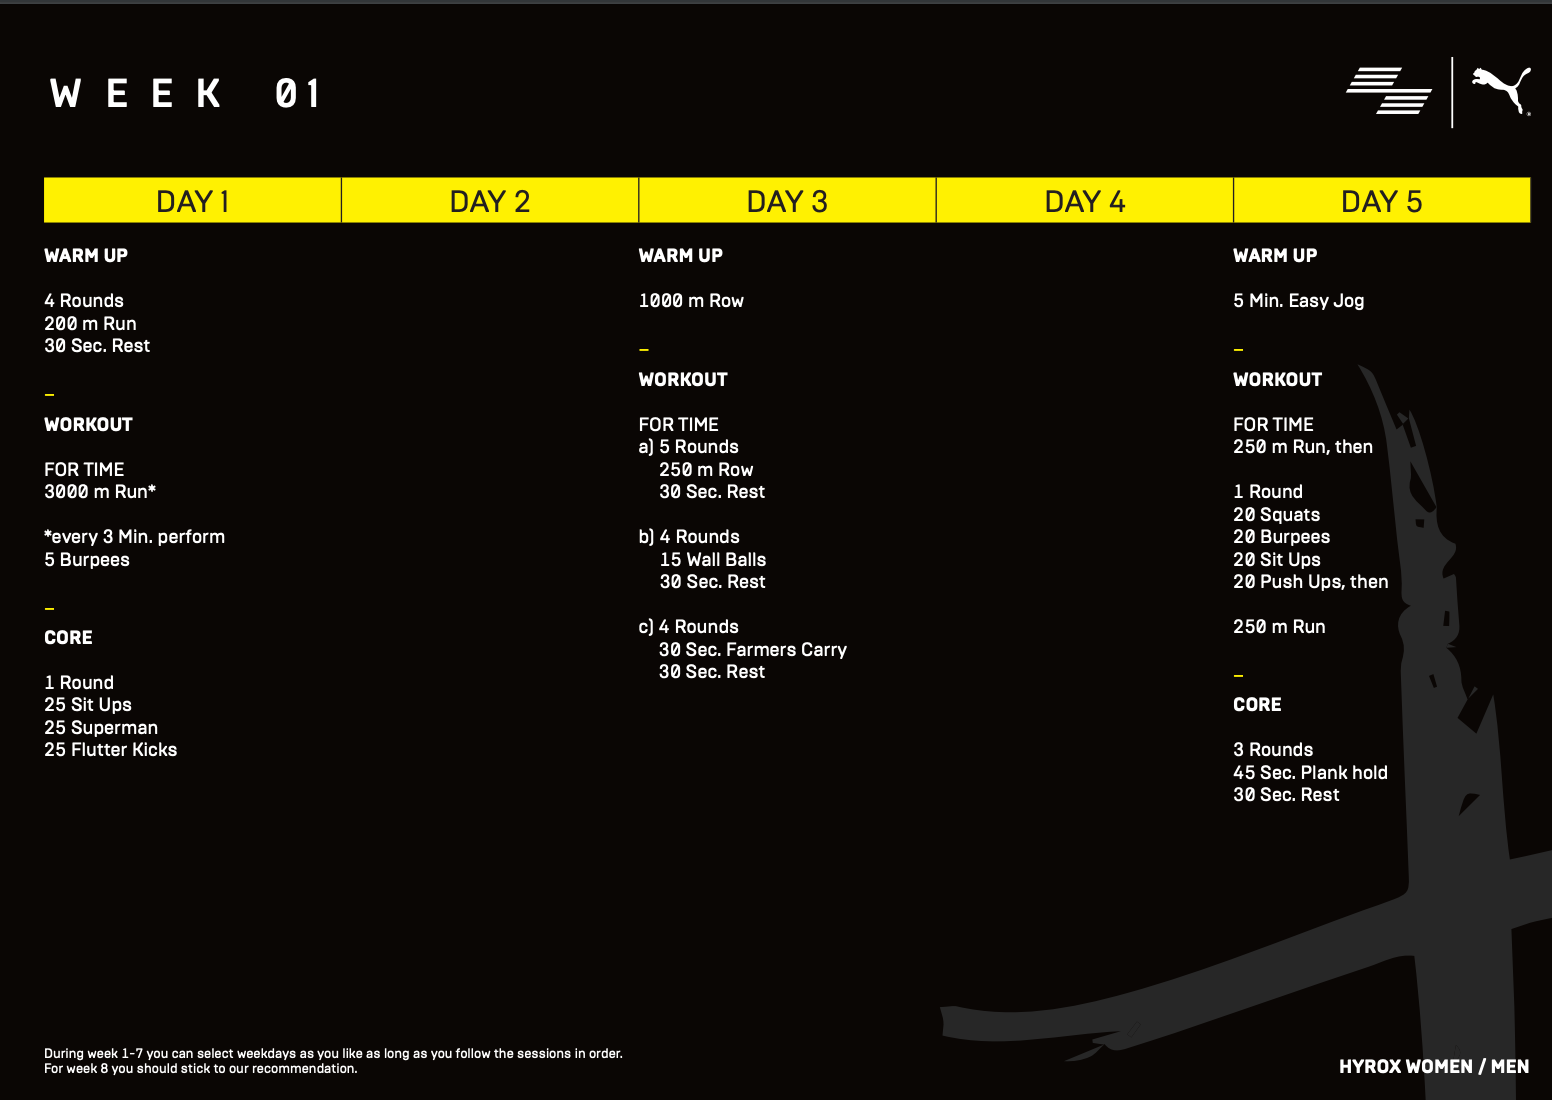 WEEK 01
DAY 1
DAY 2
DAY 3
DAY 4
DAY 5
WARM UP
4 Rounds
200 m Run
30 Sec. Rest
–
WORKOUT
FOR TIME
3000 m Run*
*every 3 Min. perform
5 Burpees
–
CORE
1 Round
25 Sit Ups
25 Superman
25 Flutter Kicks
WARM UP
1000 m Row
–
WORKOUT
FOR TIME
a) 5 Rounds
250 m Row
30 Sec. Rest
b) 4 Rounds
15 Wall Balls
30 Sec. Rest
c) 4 Rounds
30 Sec. Farmers Carry
30 Sec. Rest
WARM UP
5 Min. Easy Jog
–
WORKOUT
FOR TIME
250 m Run, then
1 Round
20 Squats
20 Burpees
20 Sit Ups
20 Push Ups, then
250 m Run
–
CORE
3 Rounds
45 Sec. Plank hold
30 Sec. Rest
During week 1-7 you can select weekdays as you like as long as you follow the sessions in order.
For week 8 you should stick to our recommendation.
HYROX WOMEN / MEN